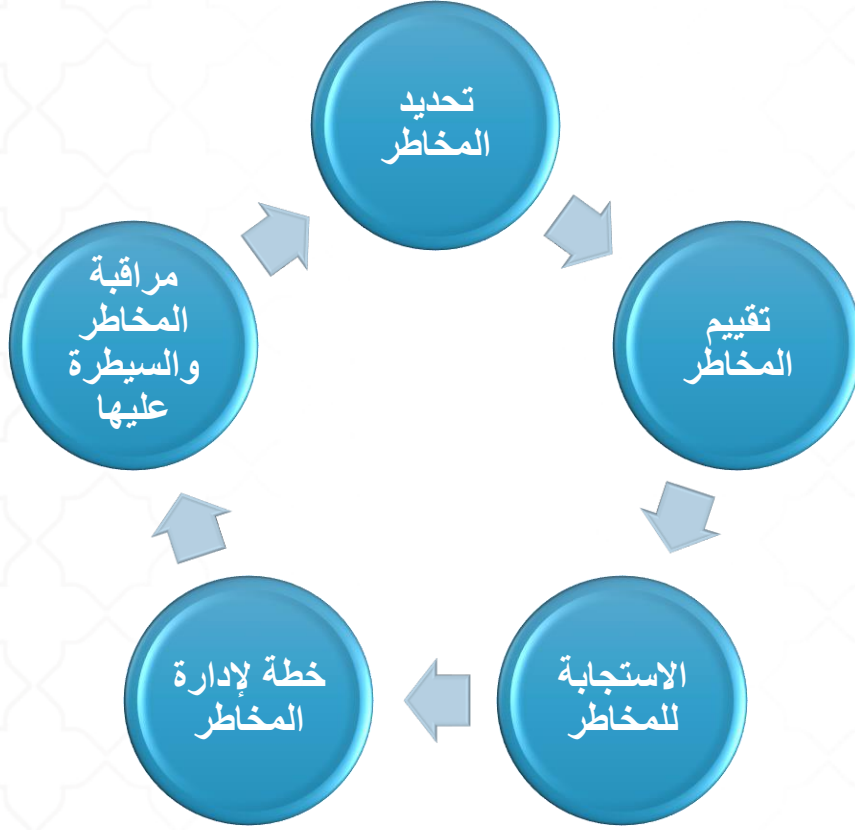 تحديد
المخاطر
تقييم
المخاطر
الاستجابة
للمخاطر
خطة لإدارة
المخاطر
مراقبة
المخاطر
والسيطرة
عليها